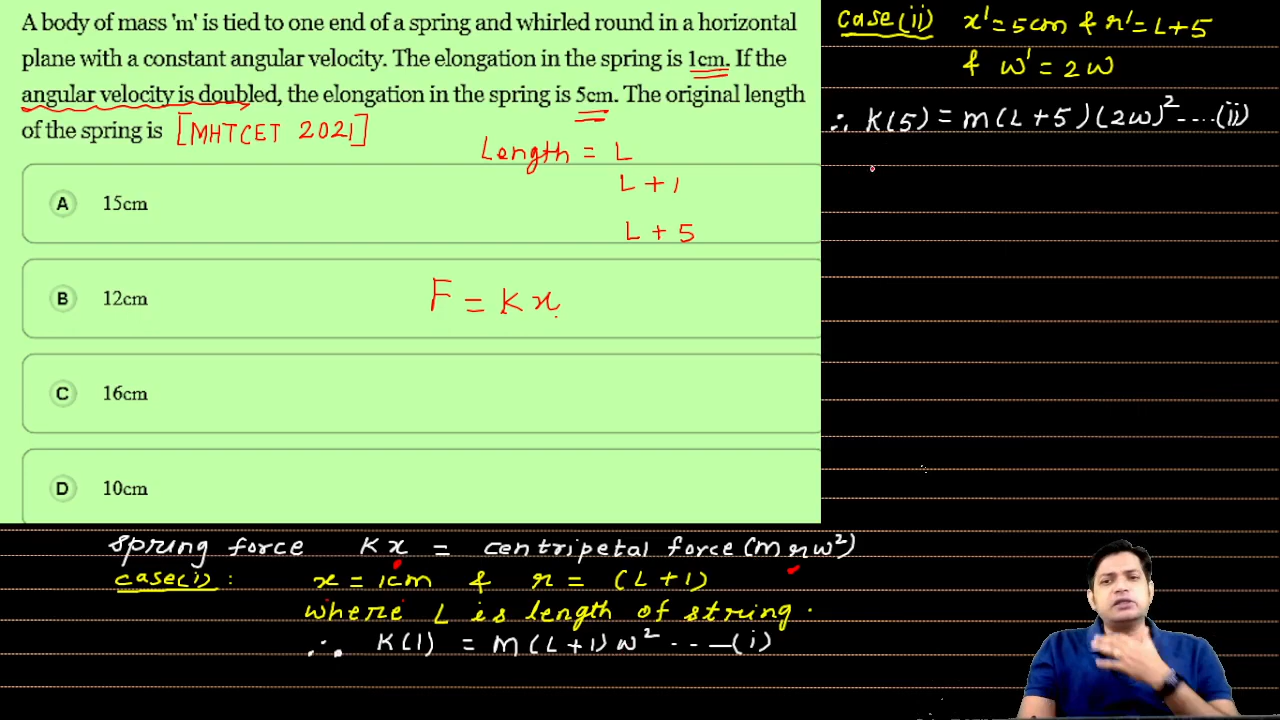 A body of mass 'm' is tied to one end of a spring and whirled round in a horizontal
plane with a constant angular velocity. The elongation in the spring is 1cm. If the
angular velocity is doubled, the elongation in the spring is 5cm. The original length
of the spring is [MHTCET 2021]
Length = L
L + 1
L + 5
A 15cm
B 12cm
F = Kx
C 16cm
D 10cm
Spring force Kx = centripetal force (mrω²)
case(i): x = 1cm & r = (L+1)
where L is length of string.
∴ K(1) = m(L+1)ω² ---(i)
Case(ii) x' = 5cm & r' = L+5
& ω' = 2ω
∴ K(5) = m(L+5)(2ω)² ----(ii)